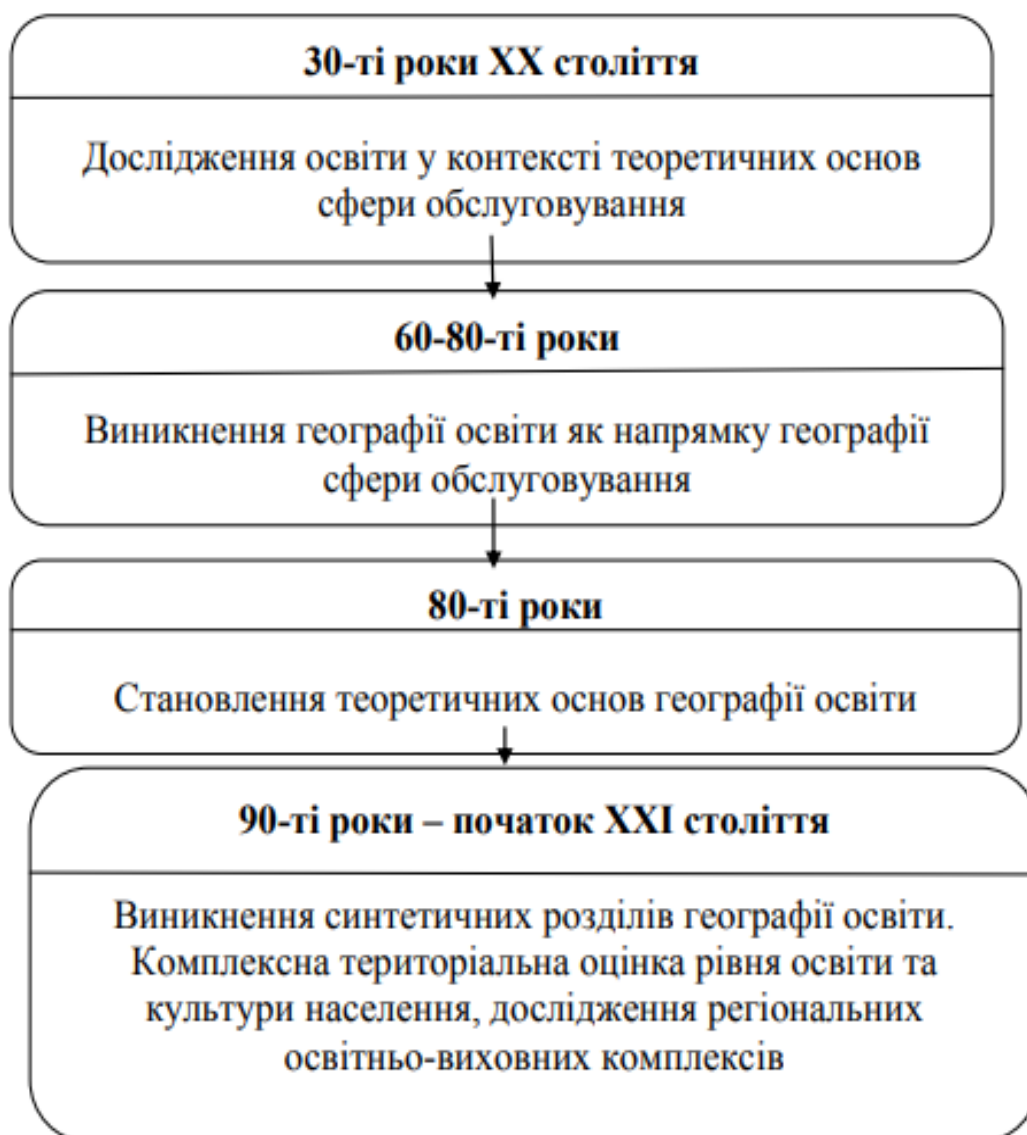 30-ті роки ХХ століття
Дослідження освіти у контексті теоретичних основ
сфери обслуговування
60-80-ті роки
Виникнення географії освіти як напрямку географії
сфери обслуговування
80-ті роки
Становлення теоретичних основ географії освіти
90-ті роки – початок ХХІ століття
Виникнення синтетичних розділів географії освіти.
Комплексна територіальна оцінка рівня освіти та
культури населення, дослідження регіональних
освітньо-виховних комплексів